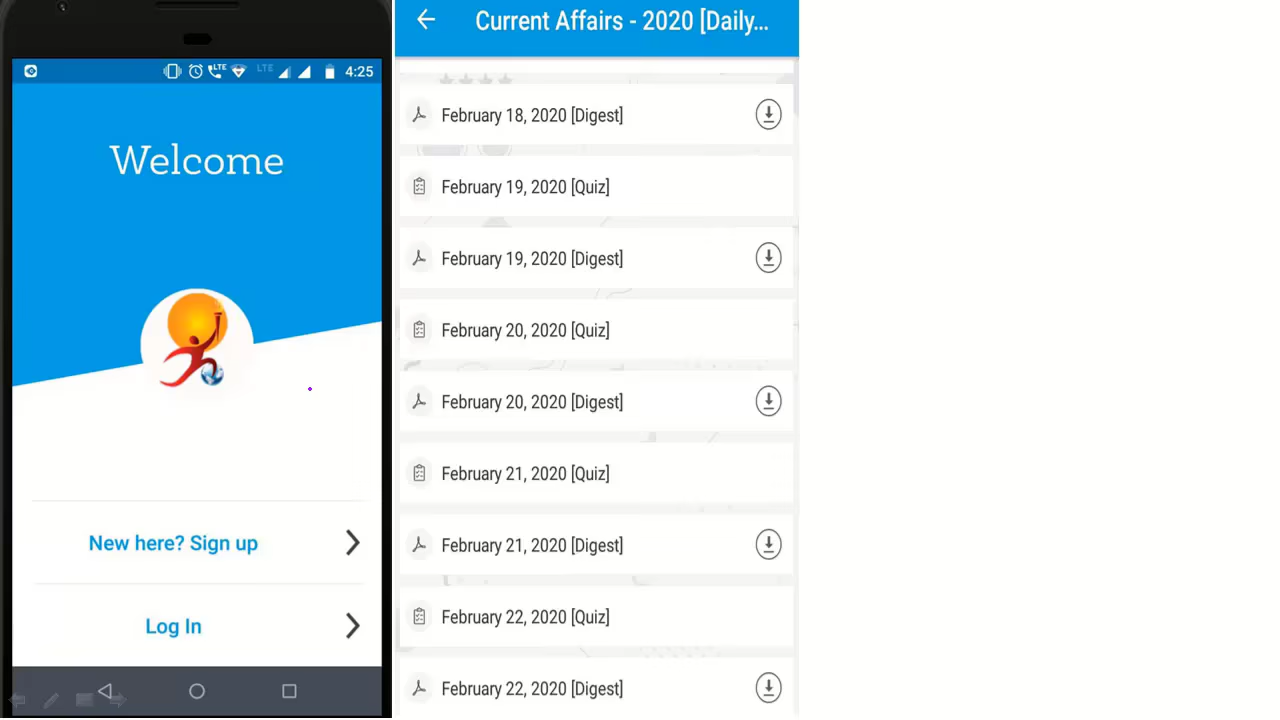 LTE LTE 4:25
Welcome
New here? Sign up
Log In
Current Affairs - 2020 [Daily...
February 18, 2020 [Digest]
February 19, 2020 [Quiz]
February 19, 2020 [Digest]
February 20, 2020 [Quiz]
February 20, 2020 [Digest]
February 21, 2020 [Quiz]
February 21, 2020 [Digest]
February 22, 2020 [Quiz]
February 22, 2020 [Digest]